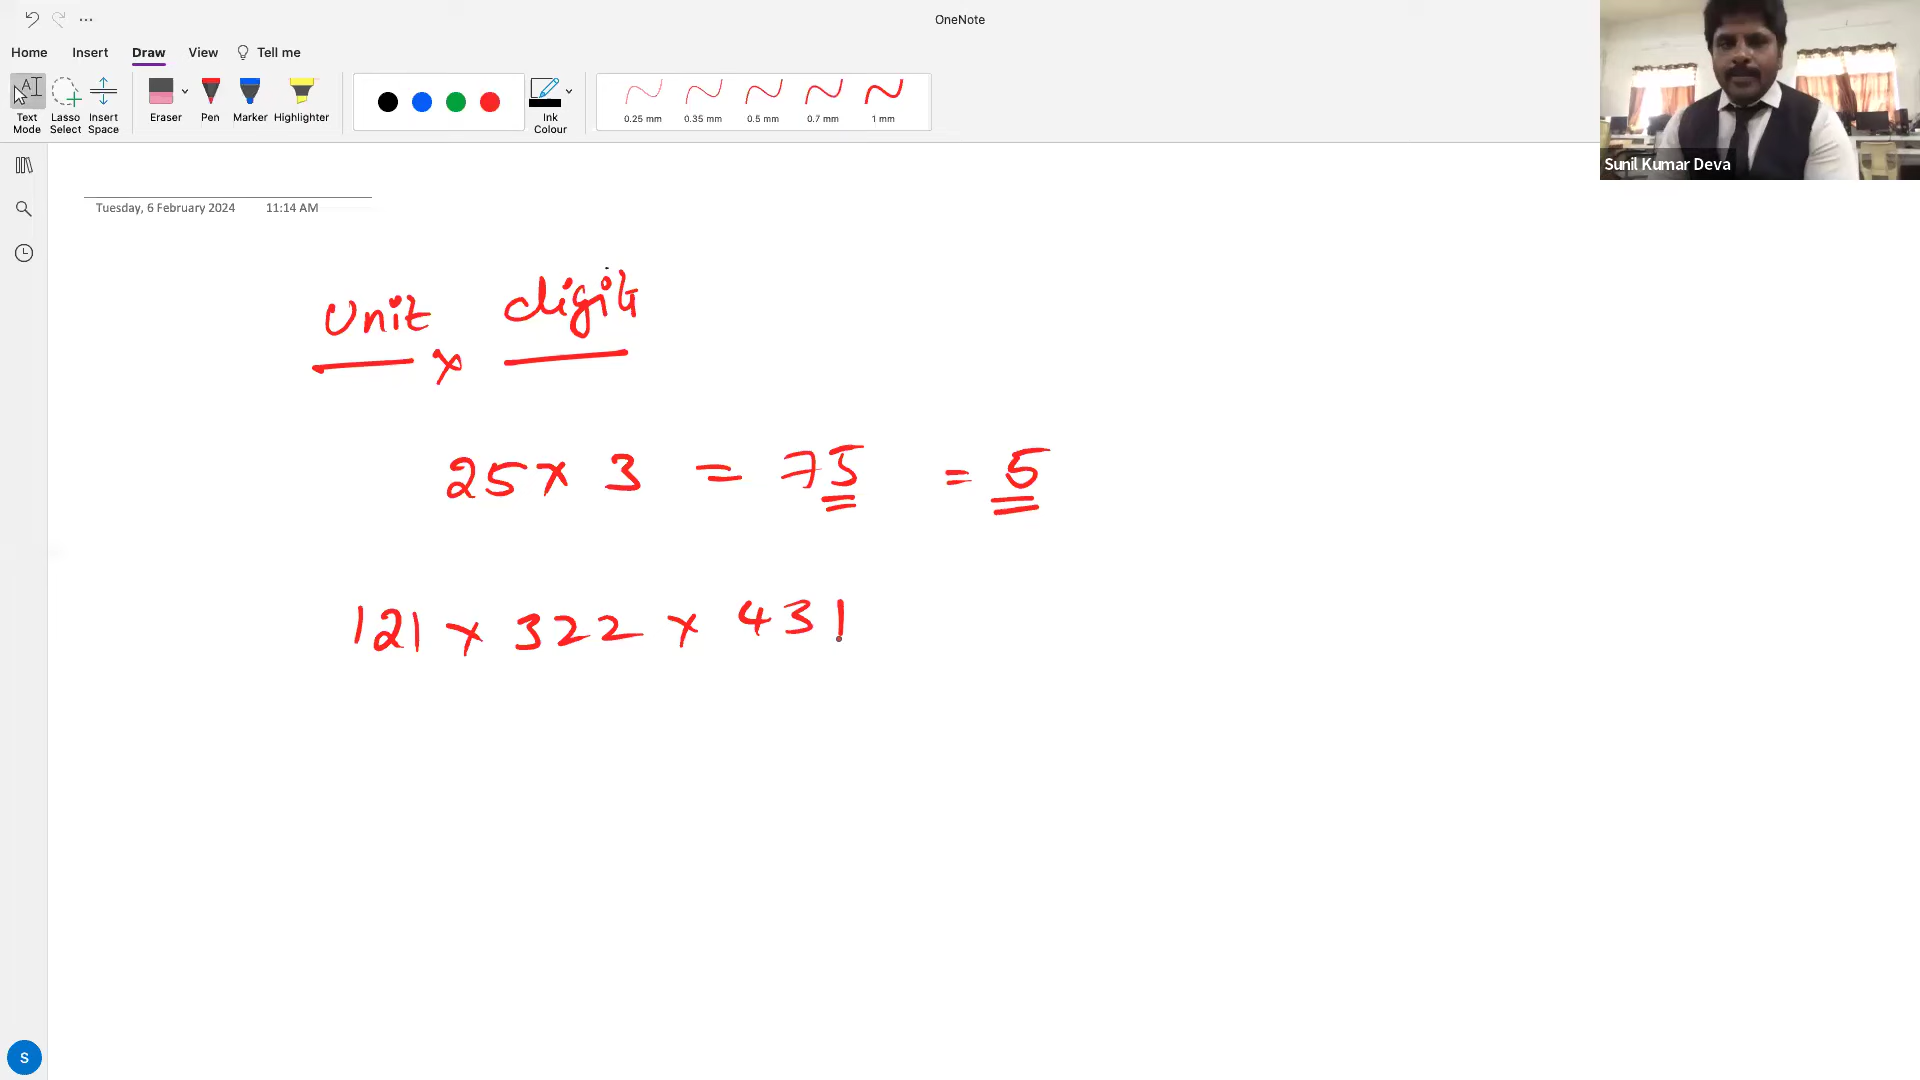 OneNote
Home Insert Draw View Tell me
Text Mode Lasso Select Insert Space Eraser Pen Marker Highlighter Ink Colour 0.25 mm 0.35 mm 0.5 mm 0.7 mm 1 mm
Sunil Kumar Deva
Tuesday, 6 February 2024 11:14 AM
Unit digit
x
25 x 3 = 75 = 5
121 x 322 x 431
S